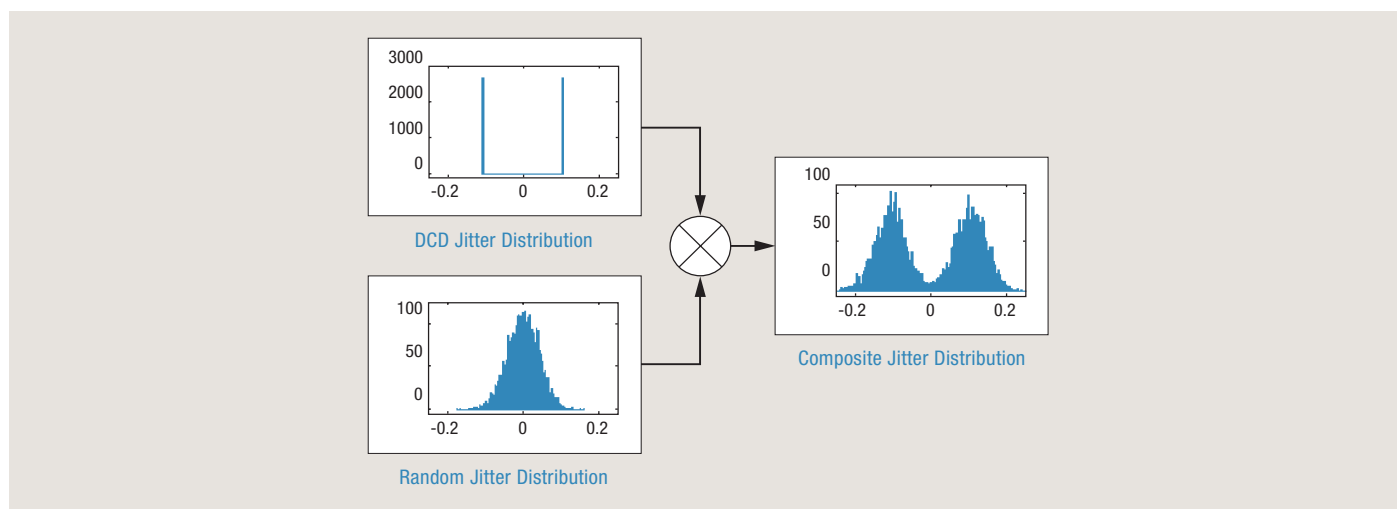 3000
2000
1000
0
-0.2 0 0.2
DCD Jitter Distribution
100
50
0
-0.2 0 0.2
Random Jitter Distribution
100
50
0
-0.2 0 0.2
Composite Jitter Distribution